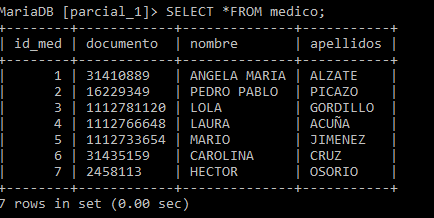 MariaDB [parcial_1]> SELECT *FROM medico;
+--------+------------+--------------+-----------+
| id_med | documento | nombre | apellidos |
+--------+------------+--------------+-----------+
| 1 | 31410889 | ANGELA MARIA | ALZATE |
| 2 | 16229349 | PEDRO PABLO | PICAZO |
| 3 | 1112781120 | LOLA | GORDILLO |
| 4 | 1112766648 | LAURA | ACUÑA |
| 5 | 1112733654 | MARIO | JIMENEZ |
| 6 | 31435159 | CAROLINA | CRUZ |
| 7 | 2458113 | HECTOR | OSORIO |
+--------+------------+--------------+-----------+
7 rows in set (0.00 sec)